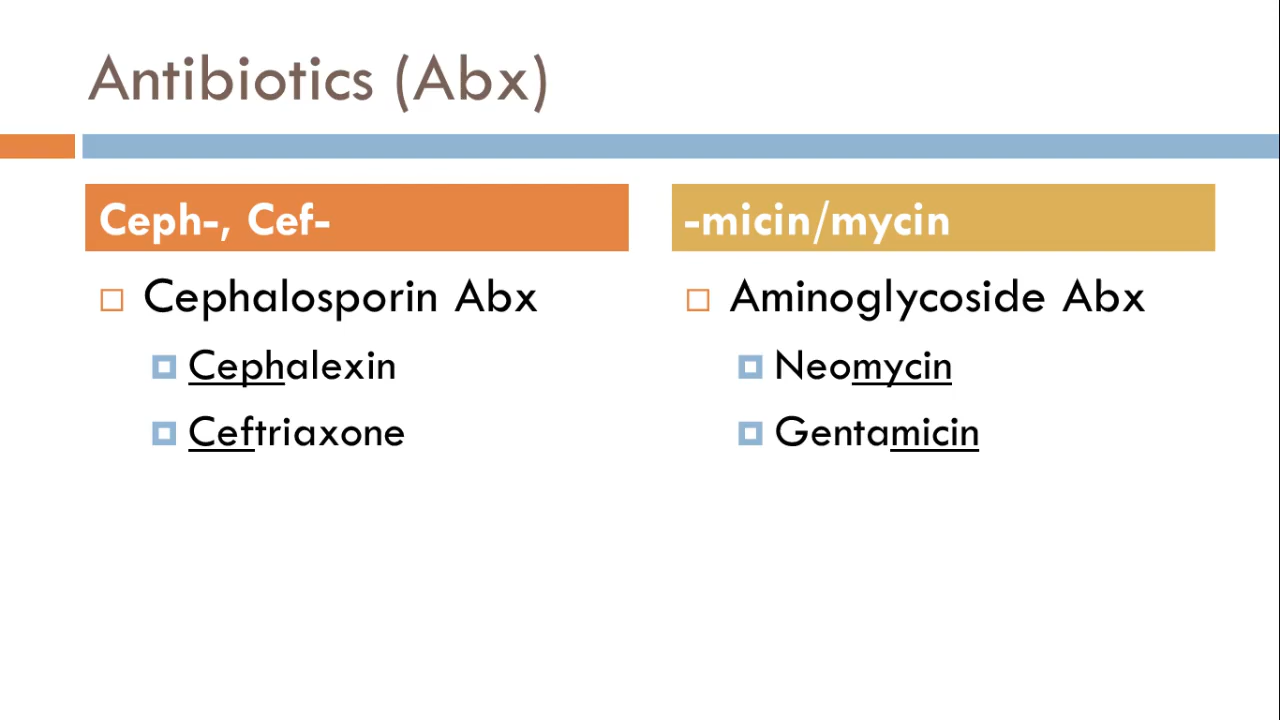 Antibiotics (Abx)
Ceph-, Cef-
Cephalosporin Abx
Cephalexin
Ceftriaxone
-micin/mycin
Aminoglycoside Abx
Neomycin
Gentamicin